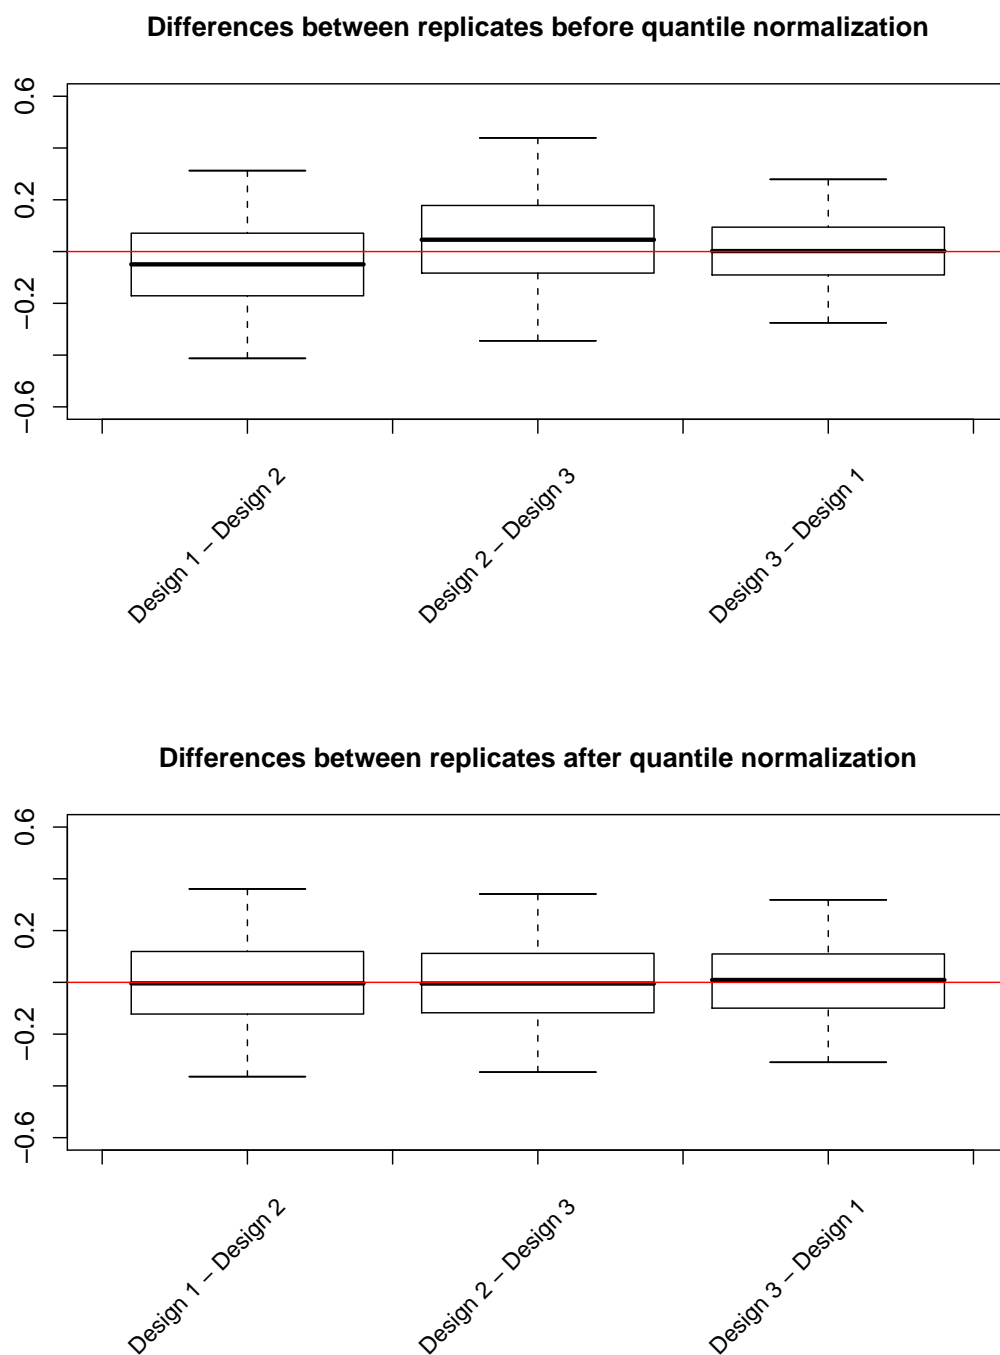 Differences between replicates before quantile normalization
0.6
0.2
−0.2
−0.6
Design 1 − Design 2
Design 2 − Design 3
Design 3 − Design 1
Differences between replicates after quantile normalization
0.6
0.2
−0.2
−0.6
Design 1 − Design 2
Design 2 − Design 3
Design 3 − Design 1